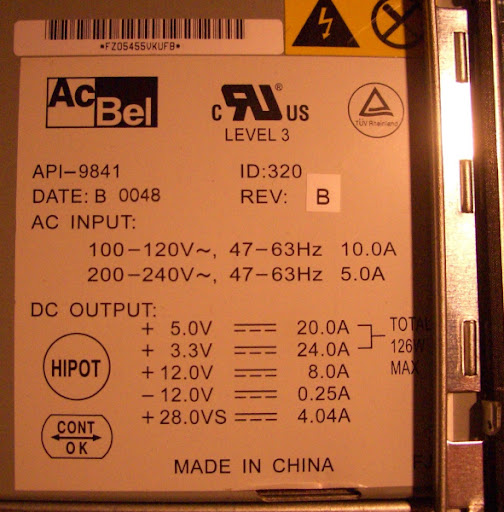 *FZ05455VKUFB*
AcBel
c RU US
LEVEL 3
TÜV Rheinland
API-9841 ID:320
DATE: B 0048 REV: B
AC INPUT:
100-120V~, 47-63Hz 10.0A
200-240V~, 47-63Hz 5.0A
DC OUTPUT:
+ 5.0V 20.0A TOTAL
+ 3.3V 24.0A 126W
+ 12.0V 8.0A MAX
- 12.0V 0.25A
+ 28.0VS 4.04A
HIPOT
CONT
OK
MADE IN CHINA